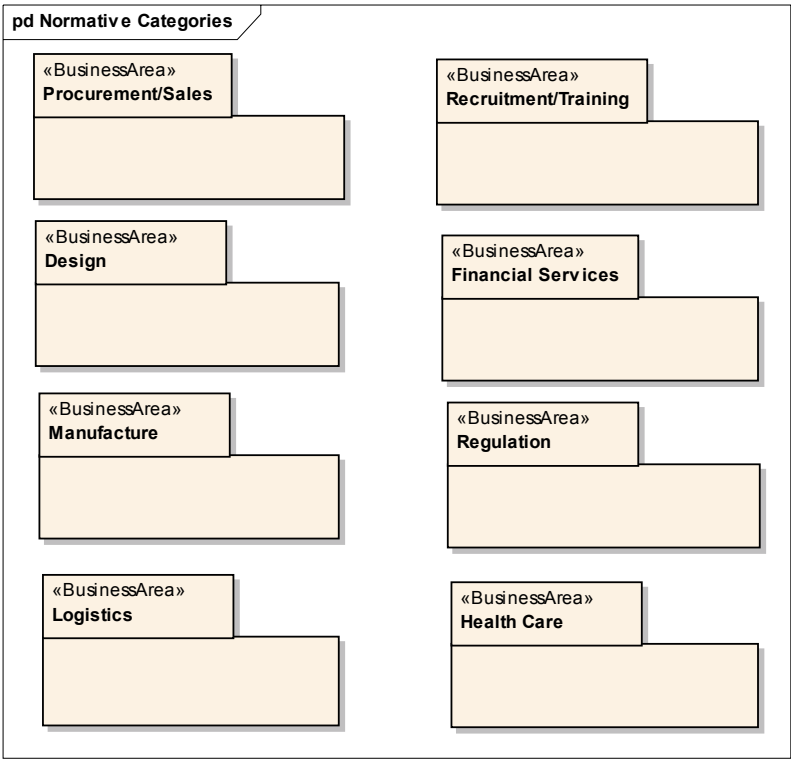 pd Normative Categories
«BusinessArea»
Procurement/Sales
«BusinessArea»
Recruitment/Training
«BusinessArea»
Design
«BusinessArea»
Financial Services
«BusinessArea»
Manufacture
«BusinessArea»
Regulation
«BusinessArea»
Logistics
«BusinessArea»
Health Care